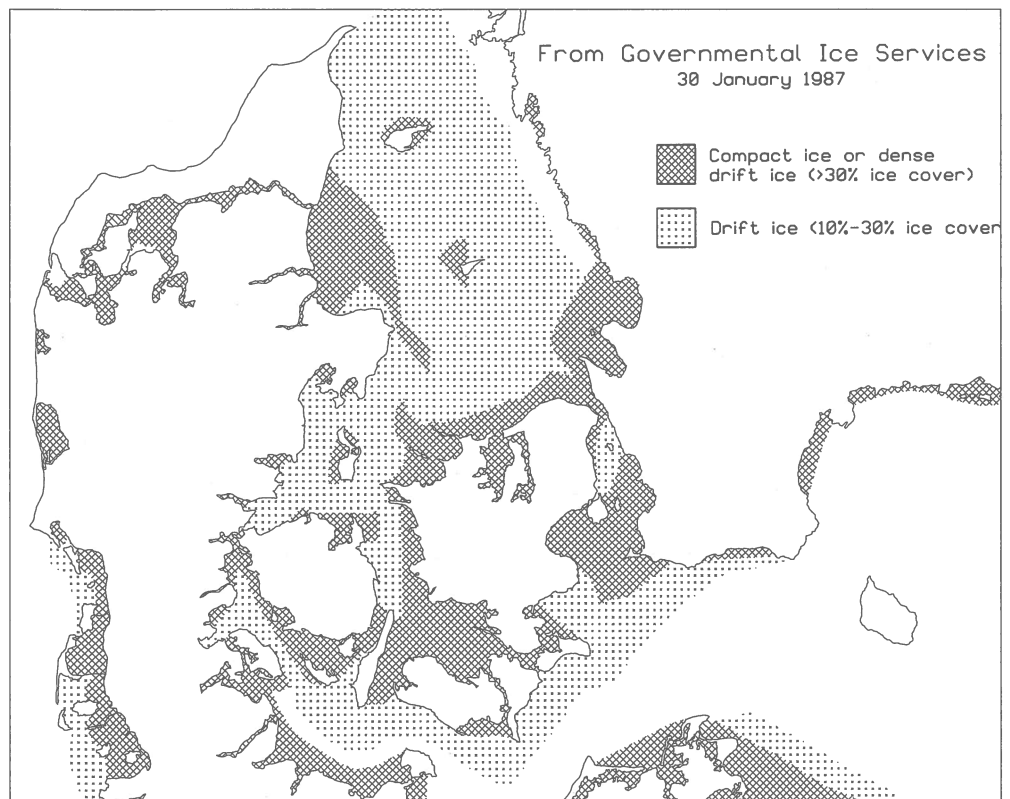 From Governmental Ice Services
30 January 1987
Compact ice or dense
drift ice (>30% ice cover)
Drift ice (10%-30% ice cover